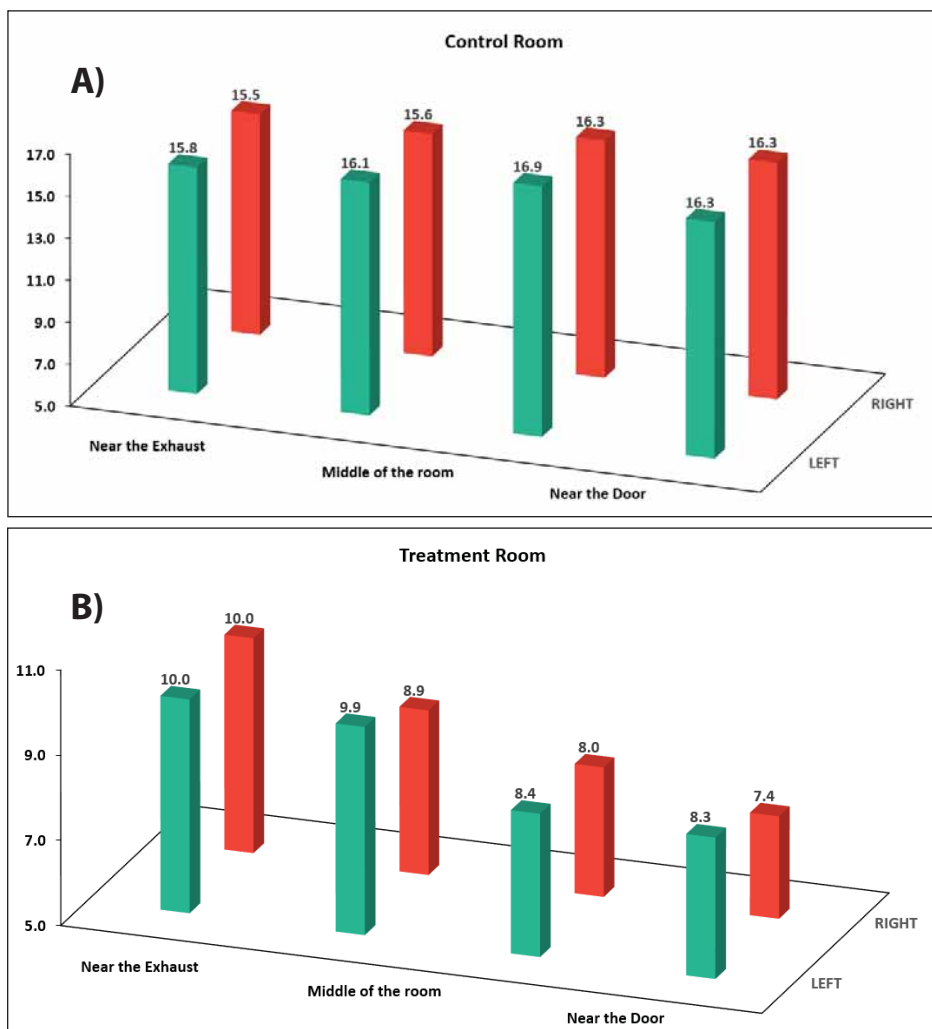 Control Room
A)
15.5
15.6
16.3
16.3
15.8
16.1
16.9
16.3
17.0
15.0
13.0
11.0
9.0
7.0
5.0
RIGHT
LEFT
Near the Exhaust
Middle of the room
Near the Door
Treatment Room
B)
10.0
8.9
8.0
7.4
10.0
9.9
8.4
8.3
11.0
9.0
7.0
5.0
RIGHT
LEFT
Near the Exhaust
Middle of the room
Near the Door